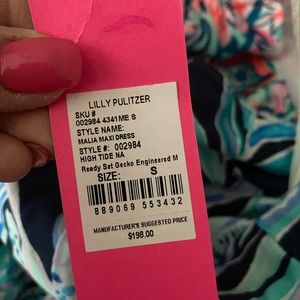 LILLY PULITZER
SKU #
002984 4341ME S
STYLE NAME:
MALIA MAXI DRESS
STYLE #: 002984
HIGH TIDE NA
Ready Set Gecko Engineered M
SIZE: S
889069 553432
MANUFACTURER'S SUGGESTED PRICE
$198.00